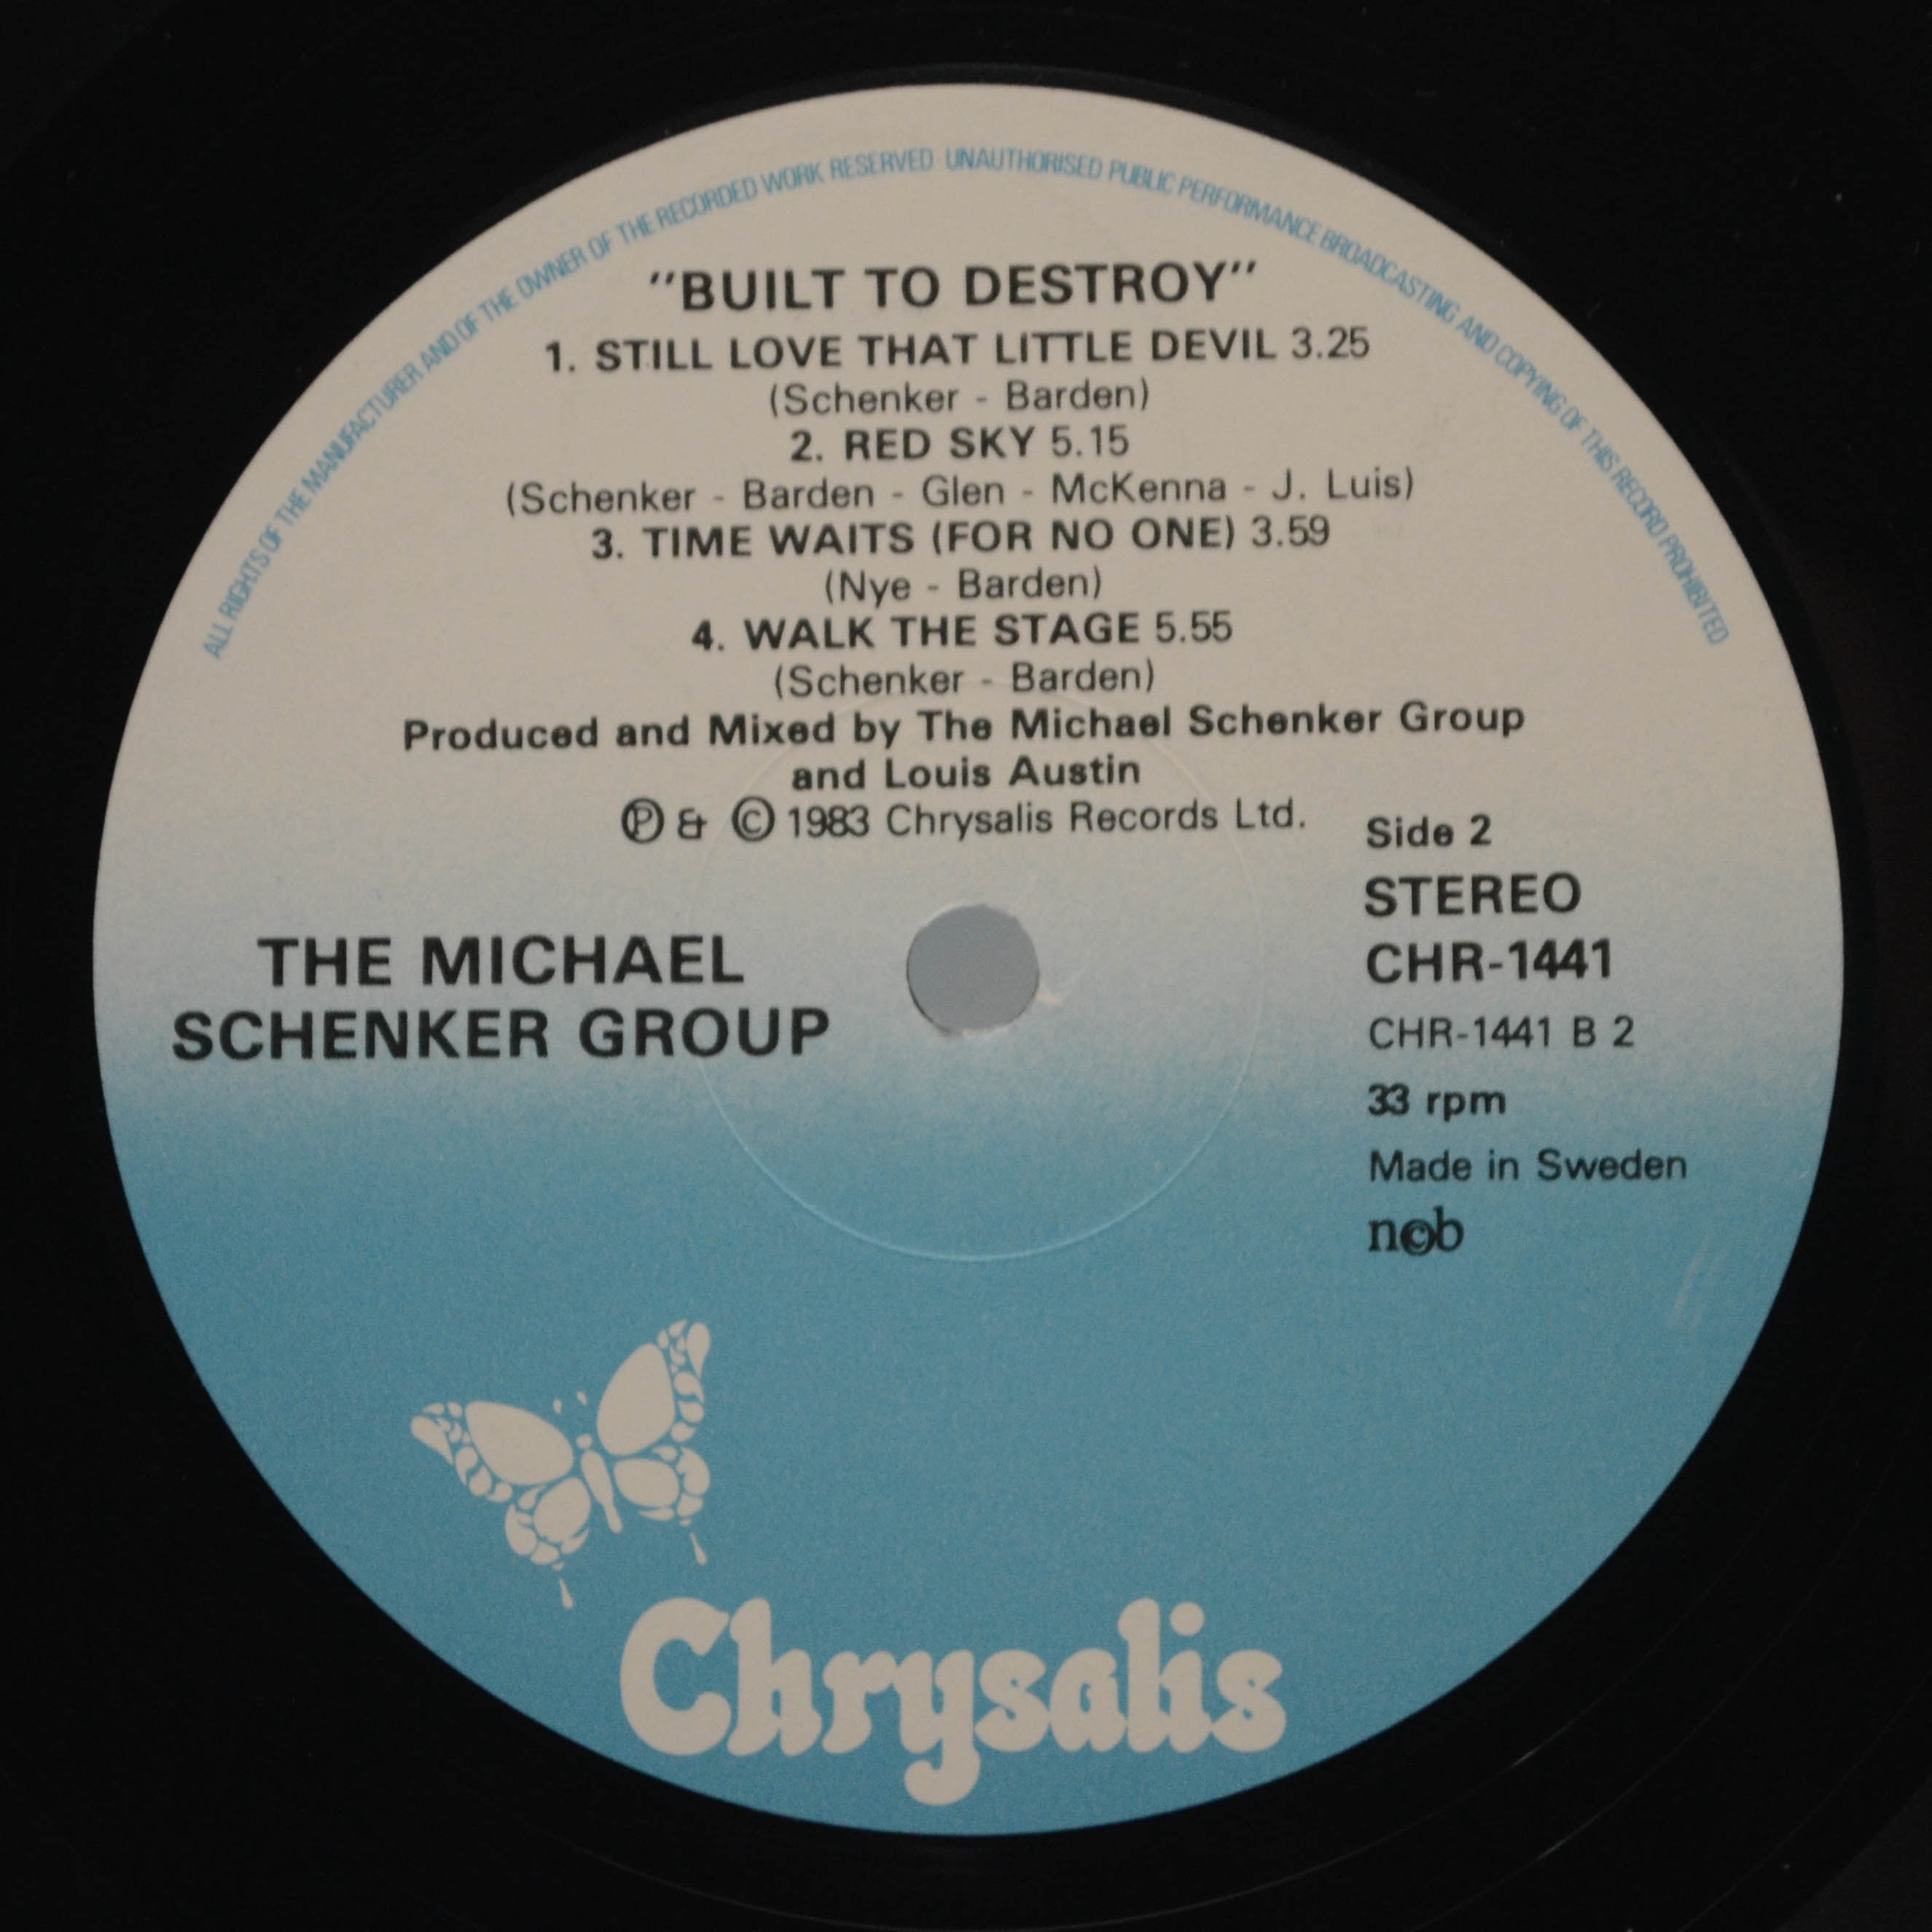 ALL RIGHTS OF THE MANUFACTURER AND OF THE OWNER OF THE RECORDED WORK RESERVED UNAUTHORISED PUBLIC PERFORMANCE BROADCASTING AND COPYING OF THIS RECORD PROHIBITED
"BUILT TO DESTROY"
1. STILL LOVE THAT LITTLE DEVIL 3.25
(Schenker - Barden)
2. RED SKY 5.15
(Schenker - Barden - Glen - McKenna - J. Luis)
3. TIME WAITS (FOR NO ONE) 3.59
(Nye - Barden)
4. WALK THE STAGE 5.55
(Schenker - Barden)
Produced and Mixed by The Michael Schenker Group
and Louis Austin
Ⓟ & © 1983 Chrysalis Records Ltd.
THE MICHAEL
SCHENKER GROUP
Side 2
STEREO
CHR-1441
CHR-1441 B 2
33 rpm
Made in Sweden
n©b
Chrysalis